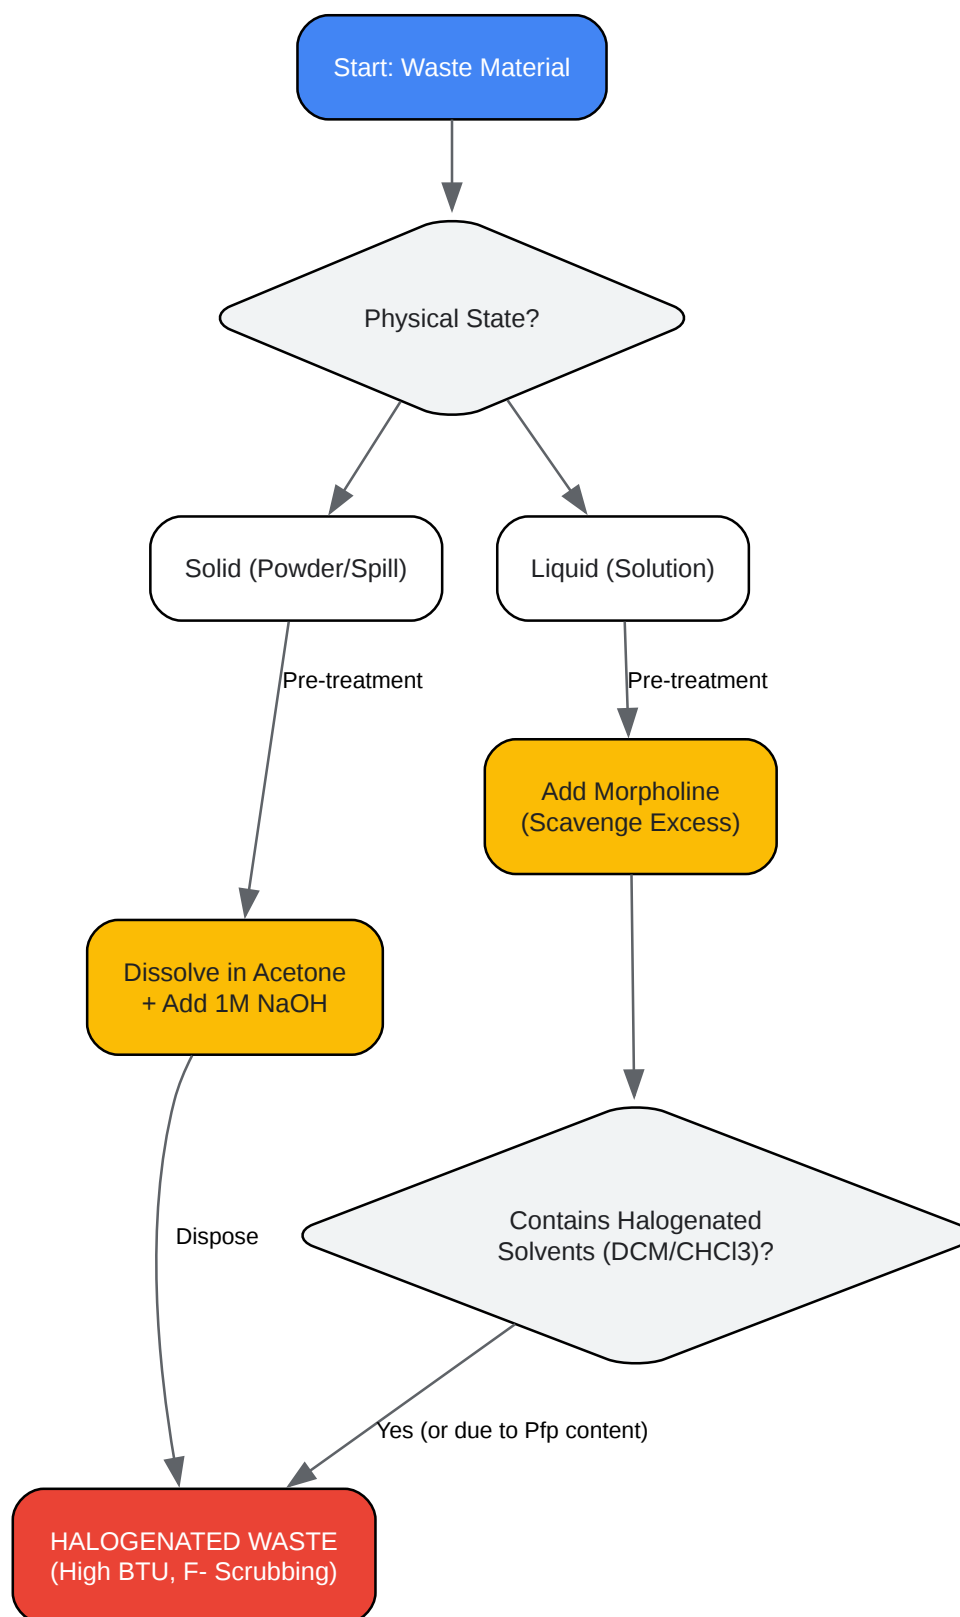 Start: Waste Material
Physical State?
Solid (Powder/Spill)
Liquid (Solution)
Pre-treatment
Pre-treatment
Add Morpholine
(Scavenge Excess)
Dissolve in Acetone
+ Add 1M NaOH
Contains Halogenated
Solvents (DCM/CHCl3)?
Dispose
Yes (or due to Pfp content)
HALOGENATED WASTE
(High BTU, F- Scrubbing)